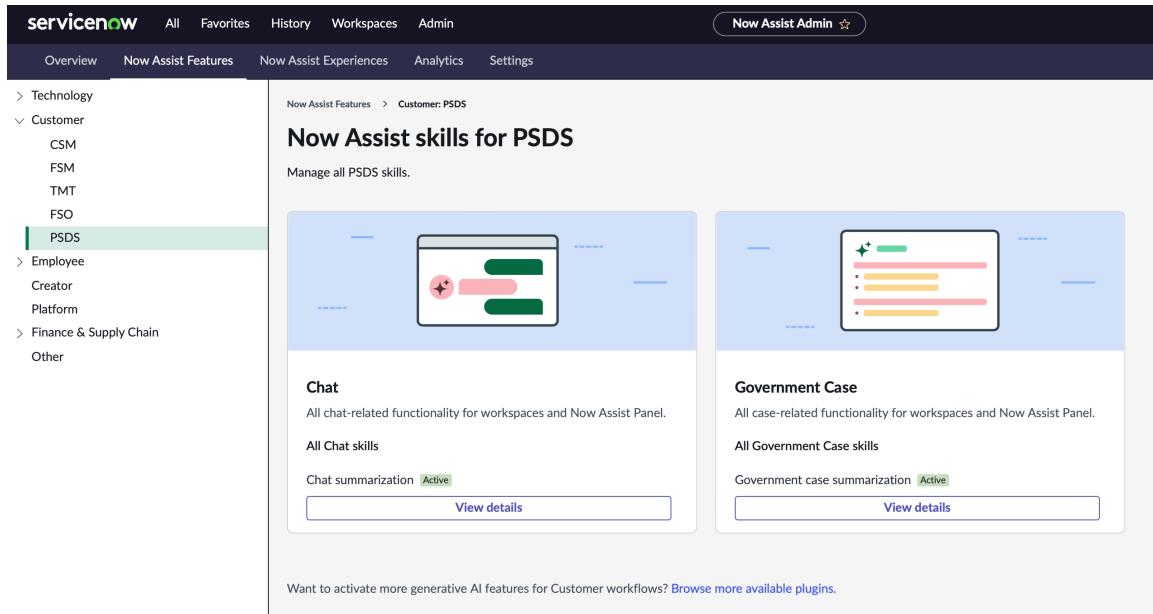 servicenow All Favorites History Workspaces Admin Now Assist Admin
Overview Now Assist Features Now Assist Experiences Analytics Settings
Technology
Customer
CSM
FSM
TMT
FSO
PSDS
Employee
Creator
Platform
Finance & Supply Chain
Other
Now Assist Features > Customer: PSDS
Now Assist skills for PSDS
Manage all PSDS skills.
Chat
All chat-related functionality for workspaces and Now Assist Panel.
All Chat skills
Chat summarization Active
View details
Government Case
All case-related functionality for workspaces and Now Assist Panel.
All Government Case skills
Government case summarization Active
View details
Want to activate more generative AI features for Customer workflows? Browse more available plugins.